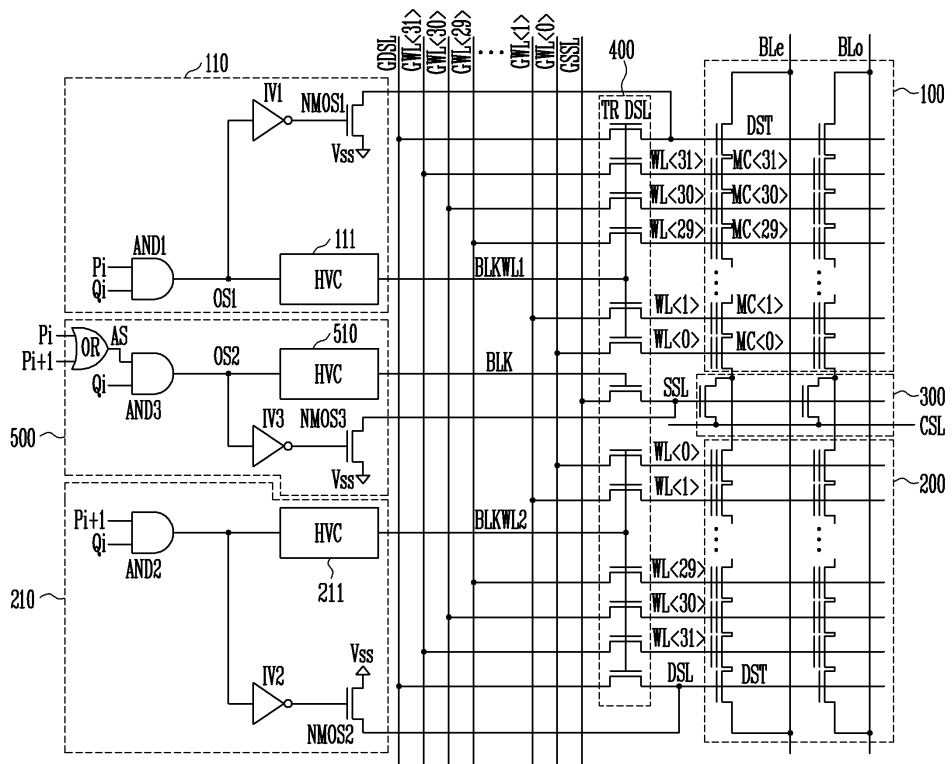 110
GDSL
GWL<31>
GWL<30>
GWL<29>
GWL<1>
GWL<0>
GSSL
400
BLe
BLo
100
IV1
NMOS1
Vss
TR DSL
DST
WL<31>
MC<31>
WL<30>
MC<30>
WL<29>
MC<29>
AND1
Pi
Qi
OS1
111
HVC
BLKWL1
WL<1>
MC<1>
WL<0>
MC<0>
Pi
Pi+1
OR
AS
Qi
AND3
OS2
510
HVC
BLK
SSL
300
CSL
500
IV3
NMOS3
Vss
WL<0>
WL<1>
200
Pi+1
Qi
AND2
HVC
211
BLKWL2
WL<29>
WL<30>
WL<31>
210
Vss
IV2
NMOS2
DSL
DST